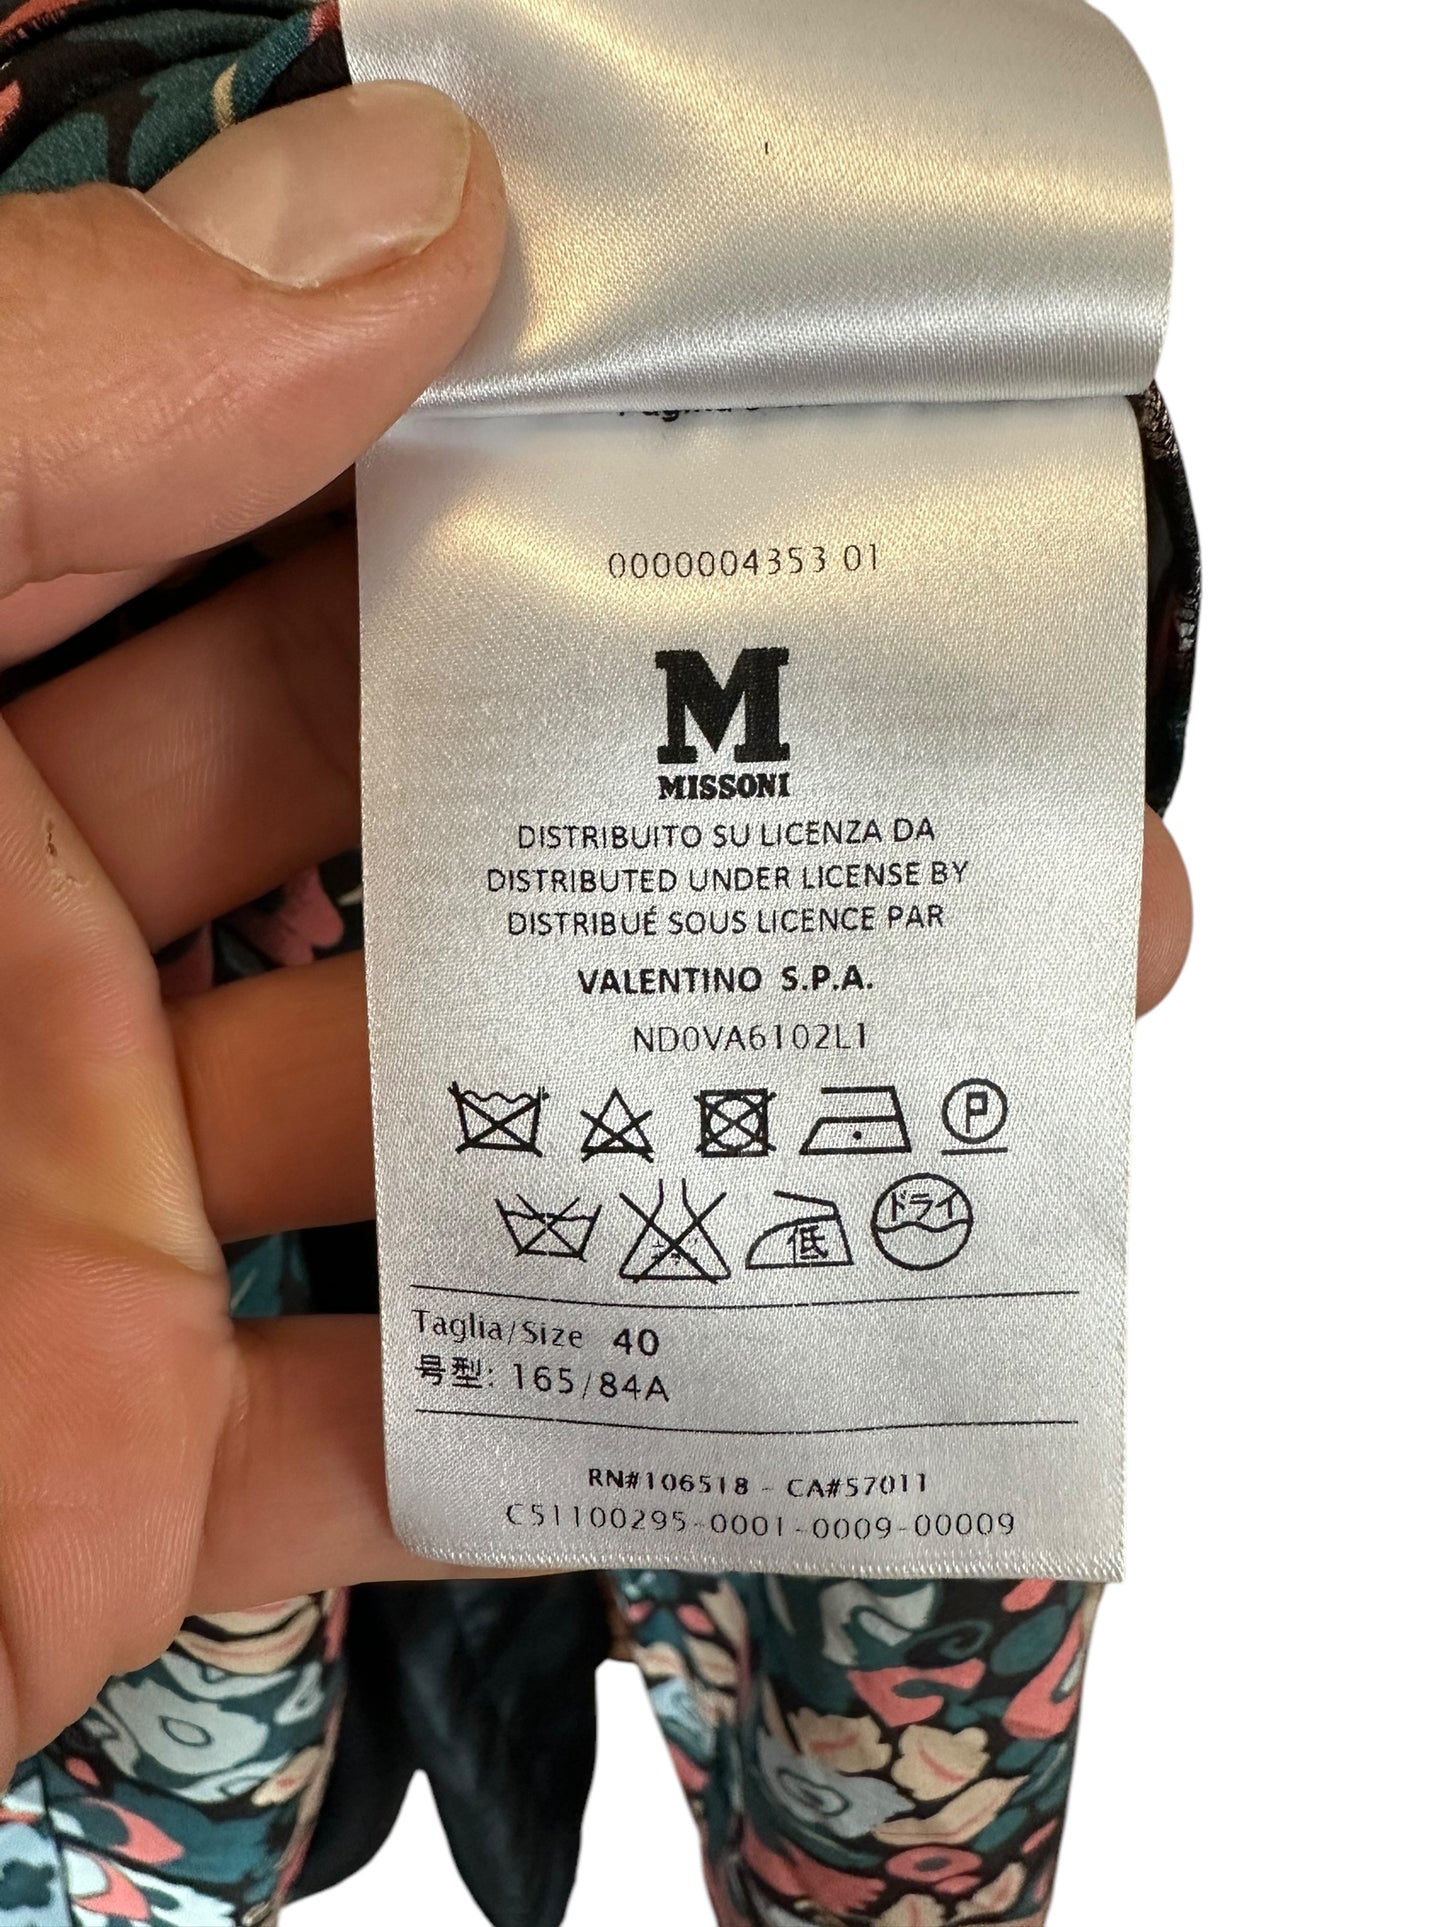 0000004353 01
M
MISSONI
DISTRIBUITO SU LICENZA DA
DISTRIBUTED UNDER LICENSE BY
DISTRIBUÉ SOUS LICENCE PAR
VALENTINO S.P.A.
ND0VA6102L1
P
低 ドライ
Taglia/Size 40
号型: 165/84A
RN#106518 - CA#57011
C51100295-0001-0009-00009